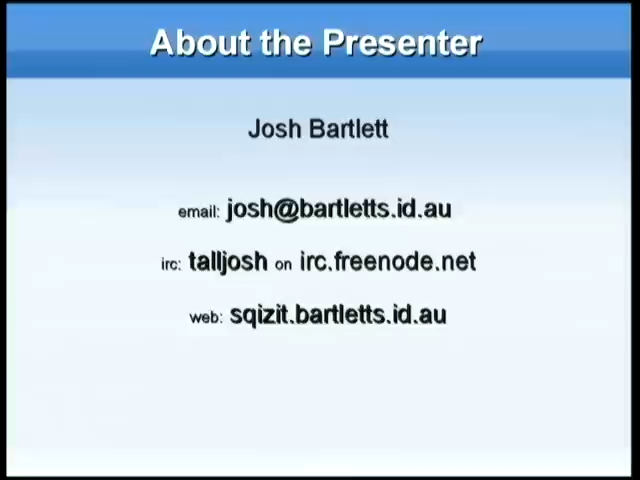 About the Presenter
Josh Bartlett
email: josh@bartletts.id.au
irc: talljosh on irc.freenode.net
web: sqizit.bartletts.id.au